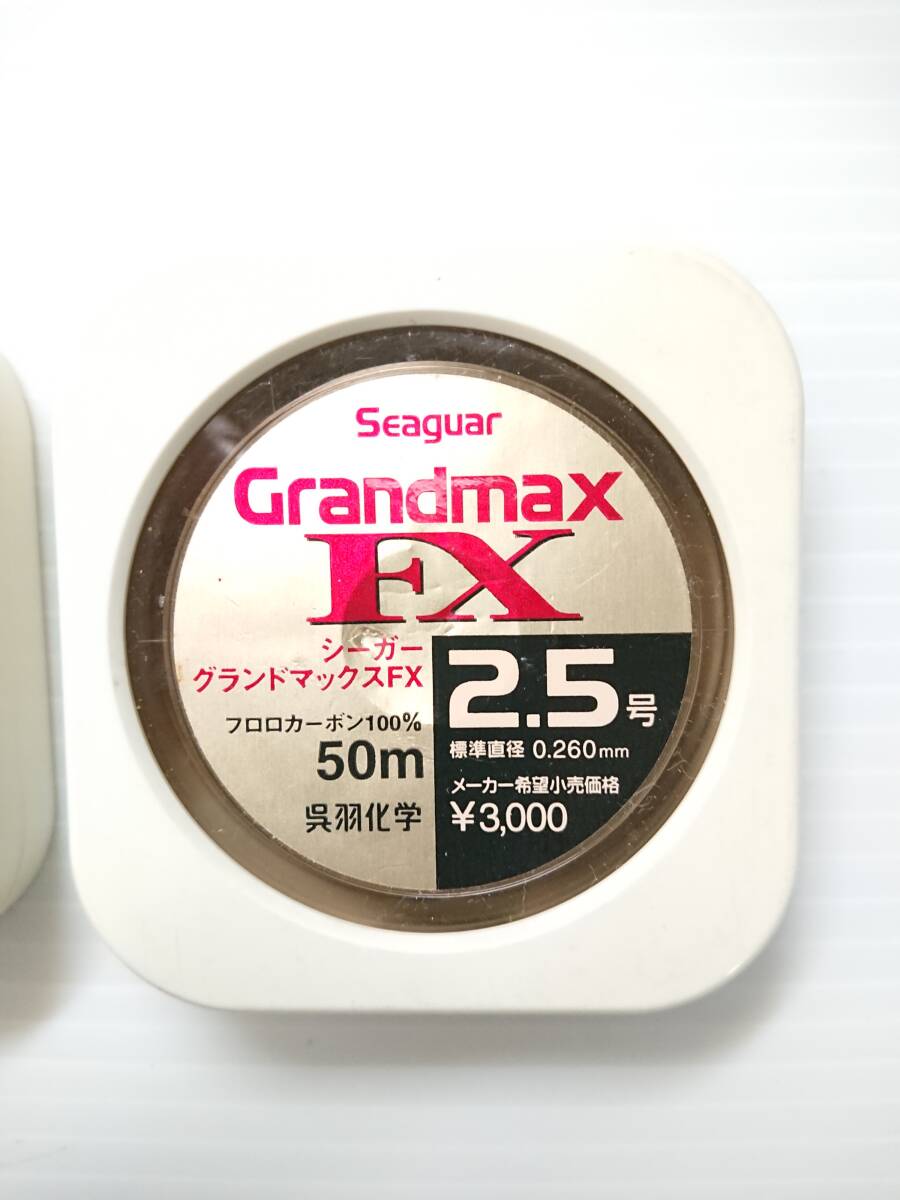 Seaguar
Grandmax
FX
シーガー
グランドマックスFX
フロロカーボン100%
50m
呉羽化学
2.5号
標準直径 0.260mm
メーカー希望小売価格
¥3,000